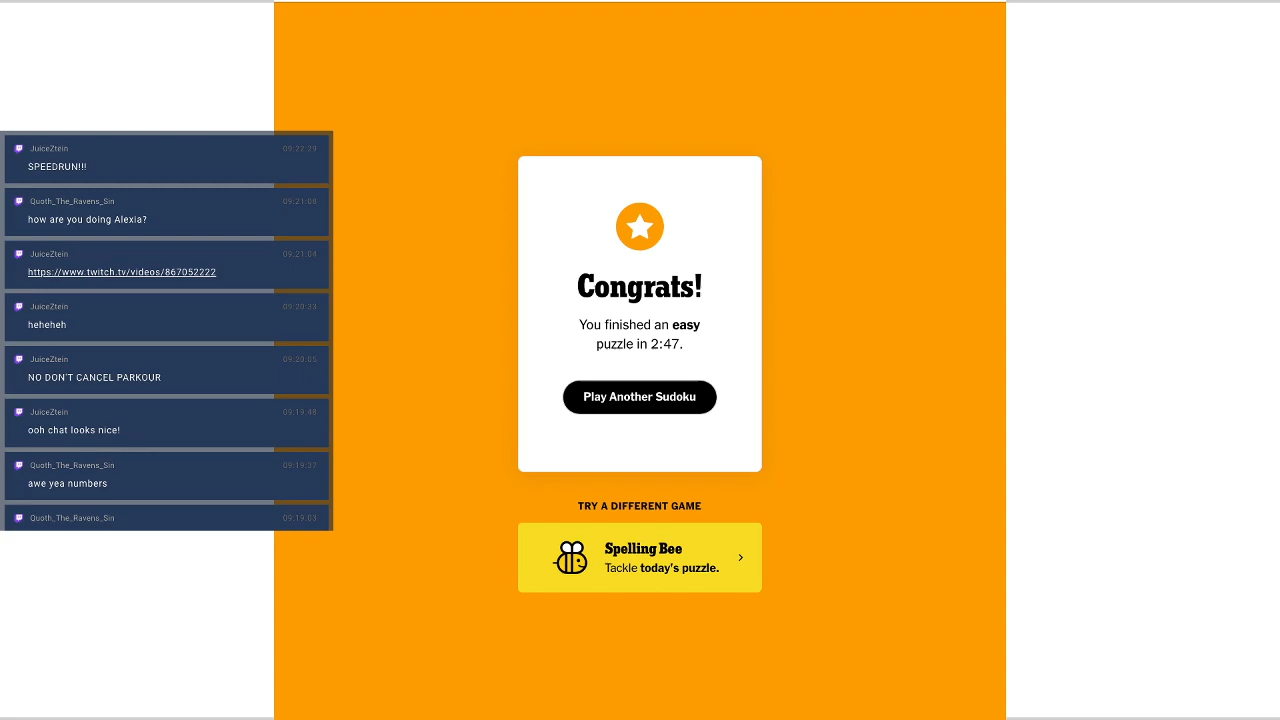 JuiceZtein 09:22:29
SPEEDRUN!!!
Quoth_The_Ravens_Sin 09:21:08
how are you doing Alexia?
JuiceZtein 09:21:04
https://www.twitch.tv/videos/867052222
JuiceZtein 09:20:33
heheheh
JuiceZtein 09:20:05
NO DON'T CANCEL PARKOUR
JuiceZtein 09:19:48
ooh chat looks nice!
Quoth_The_Ravens_Sin 09:19:37
awe yea numbers
Quoth_The_Ravens_Sin 09:19:03
Congrats!
You finished an easy
puzzle in 2:47.
Play Another Sudoku
TRY A DIFFERENT GAME
Spelling Bee
Tackle today's puzzle.